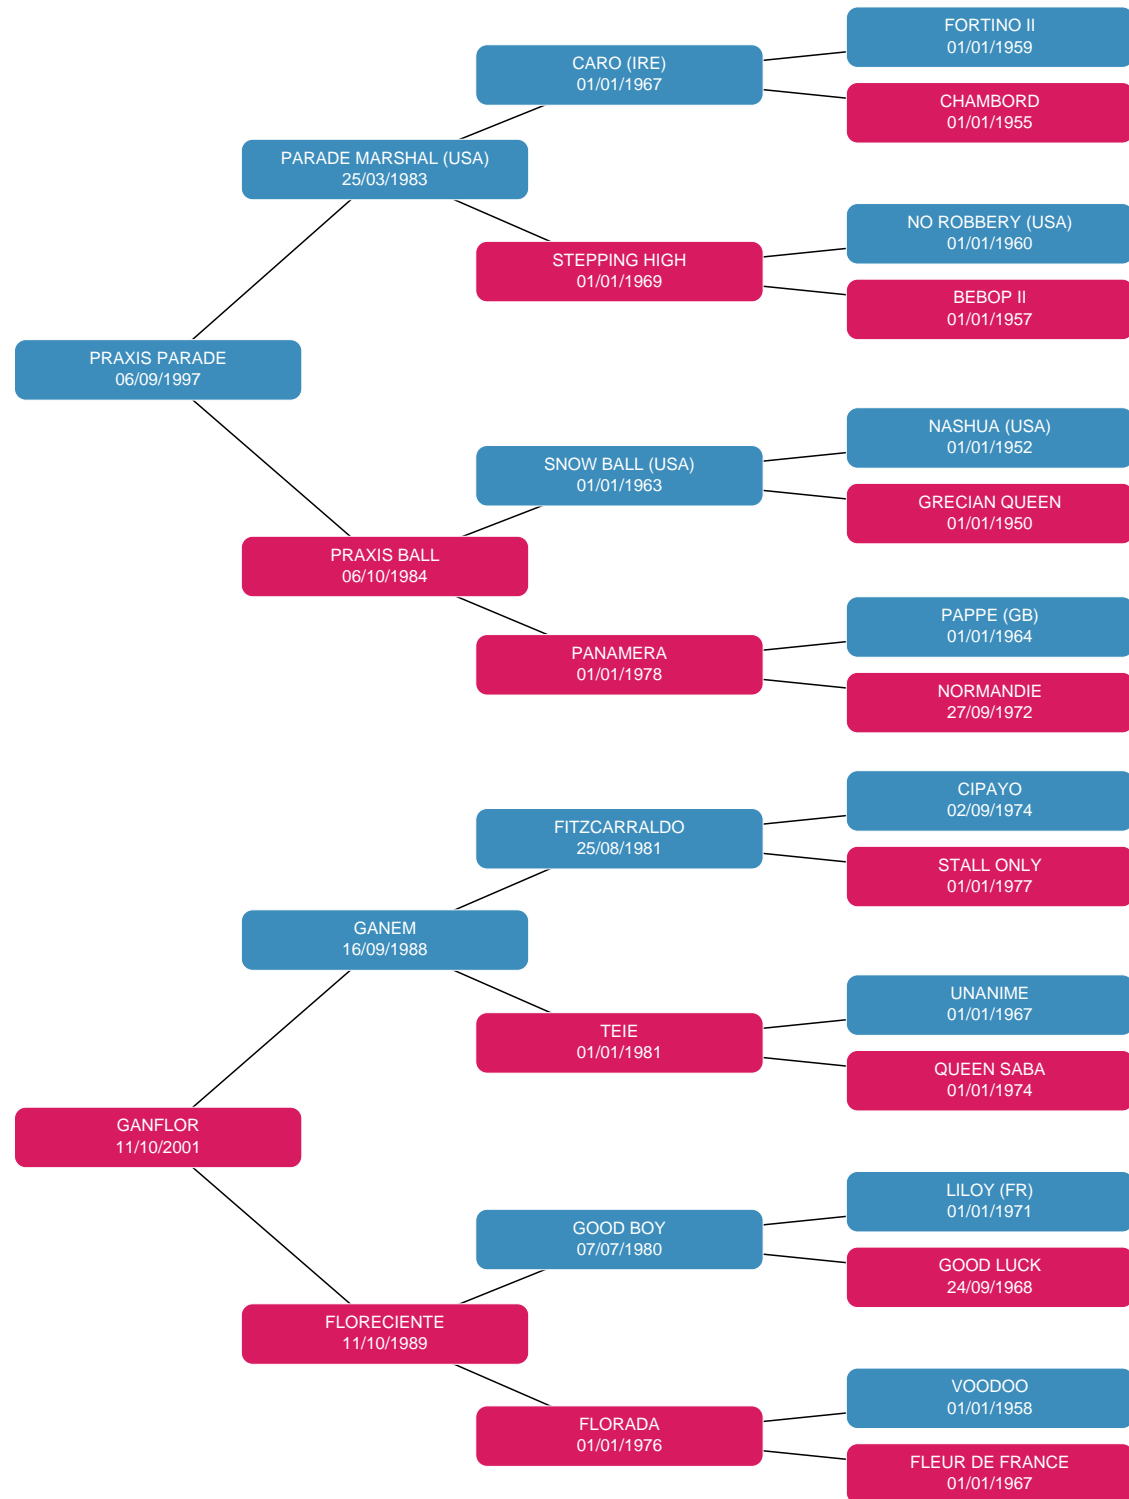 FORTINO II
01/01/1959
CARO (IRE)
01/01/1967
CHAMBORD
01/01/1955
PARADE MARSHAL (USA)
25/03/1983
NO ROBBERY (USA)
01/01/1960
STEPPING HIGH
01/01/1969
BEBOP II
01/01/1957
PRAXIS PARADE
06/09/1997
NASHUA (USA)
01/01/1952
SNOW BALL (USA)
01/01/1963
GRECIAN QUEEN
01/01/1950
PRAXIS BALL
06/10/1984
PAPPE (GB)
01/01/1964
PANAMERA
01/01/1978
NORMANDIE
27/09/1972
CIPAYO
02/09/1974
FITZCARRALDO
25/08/1981
STALL ONLY
01/01/1977
GANEM
16/09/1988
UNANIME
01/01/1967
TEIE
01/01/1981
QUEEN SABA
01/01/1974
GANFLOR
11/10/2001
LILOY (FR)
01/01/1971
GOOD BOY
07/07/1980
GOOD LUCK
24/09/1968
FLORECIENTE
11/10/1989
VOODOO
01/01/1958
FLORADA
01/01/1976
FLEUR DE FRANCE
01/01/1967